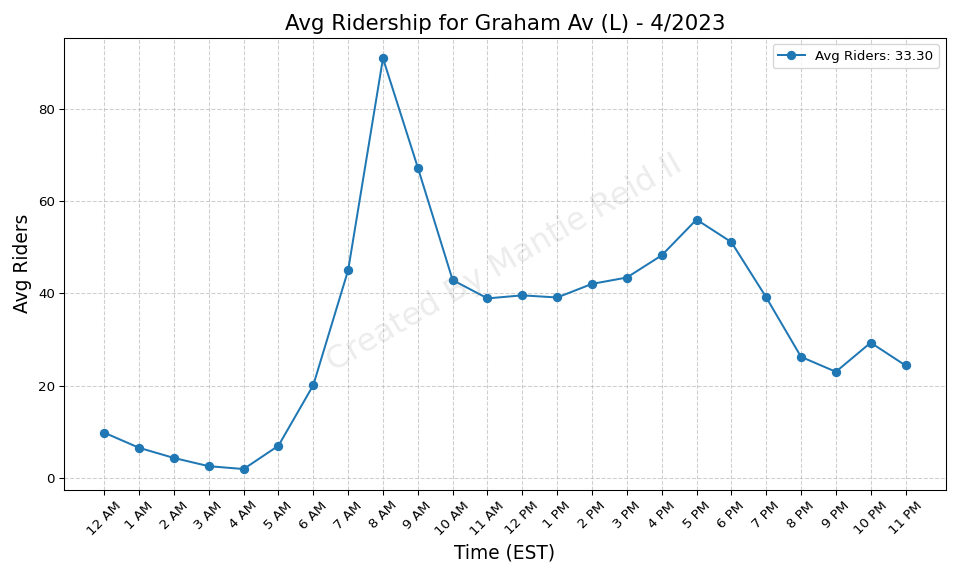 Avg Ridership for Graham Av (L) - 4/2023
Avg Riders: 33.30
Avg Riders
80
60
40
20
0
Created By Mantie Reid II
12 AM
1 AM
2 AM
3 AM
4 AM
5 AM
6 AM
7 AM
8 AM
9 AM
10 AM
11 AM
12 PM
1 PM
2 PM
3 PM
4 PM
5 PM
6 PM
7 PM
8 PM
9 PM
10 PM
11 PM
Time (EST)